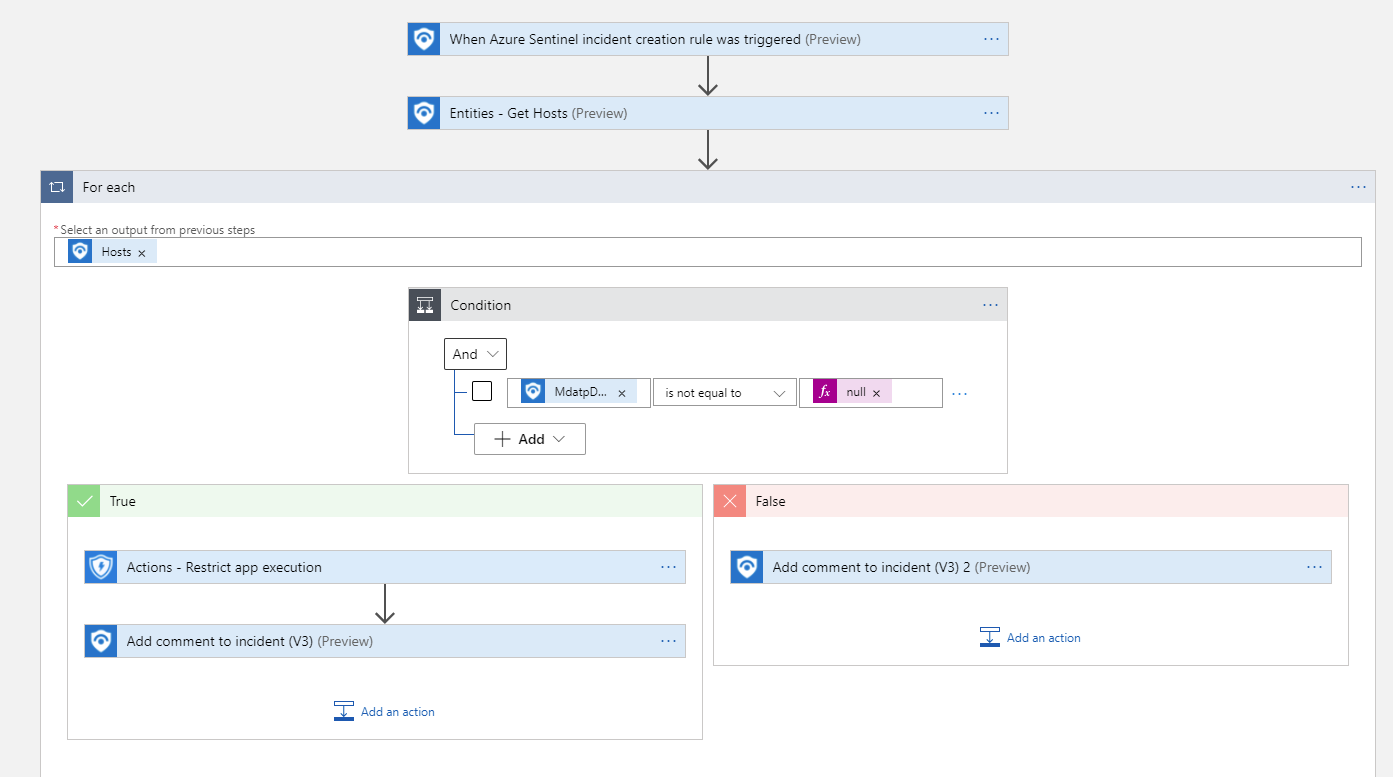 When Azure Sentinel incident creation rule was triggered (Preview)
Entities - Get Hosts (Preview)
For each
*Select an output from previous steps
Hosts
Condition
And
MdatpD... is not equal to fx null
Add
True
False
Actions - Restrict app execution
Add comment to incident (V3) 2 (Preview)
Add comment to incident (V3) (Preview)
Add an action
Add an action